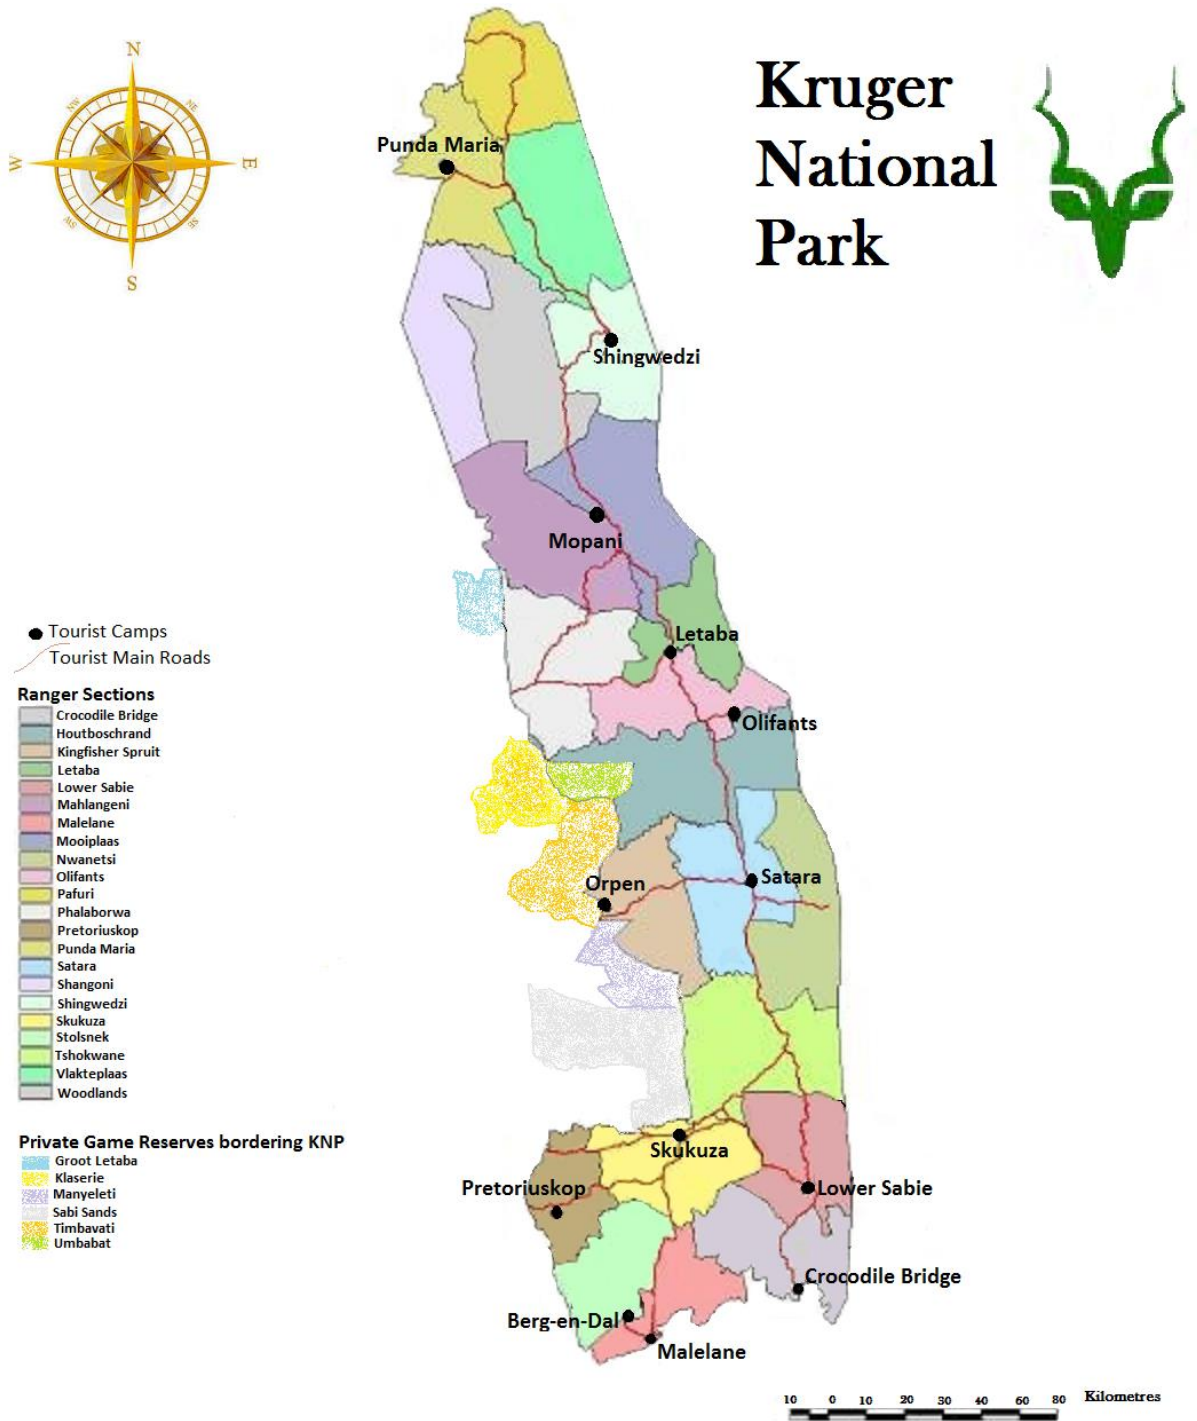 Kruger
National
Park
N
NW
NE
W
E
SW
SE
S
Punda Maria
Shingwedzi
Mopani
Letaba
Olifants
Orpen
Satara
Skukuza
Pretoriuskop
Lower Sabie
Crocodile Bridge
Berg-en-Dal
Malelane
Tourist Camps
Tourist Main Roads
Ranger Sections
Crocodile Bridge
Houtboschrand
Kingfisher Spruit
Letaba
Lower Sabie
Mahlangeni
Malelane
Mooiplaas
Nwanetsi
Olifants
Pafuri
Phalaborwa
Pretoriuskop
Punda Maria
Satara
Shangoni
Shingwedzi
Skukuza
Stolsnek
Tshokwane
Vlakteplaas
Woodlands
Private Game Reserves bordering KNP
Groot Letaba
Klaserie
Manyeleti
Sabi Sands
Timbavati
Umbabat
10 0 10 20 30 40 60 80 Kilometres